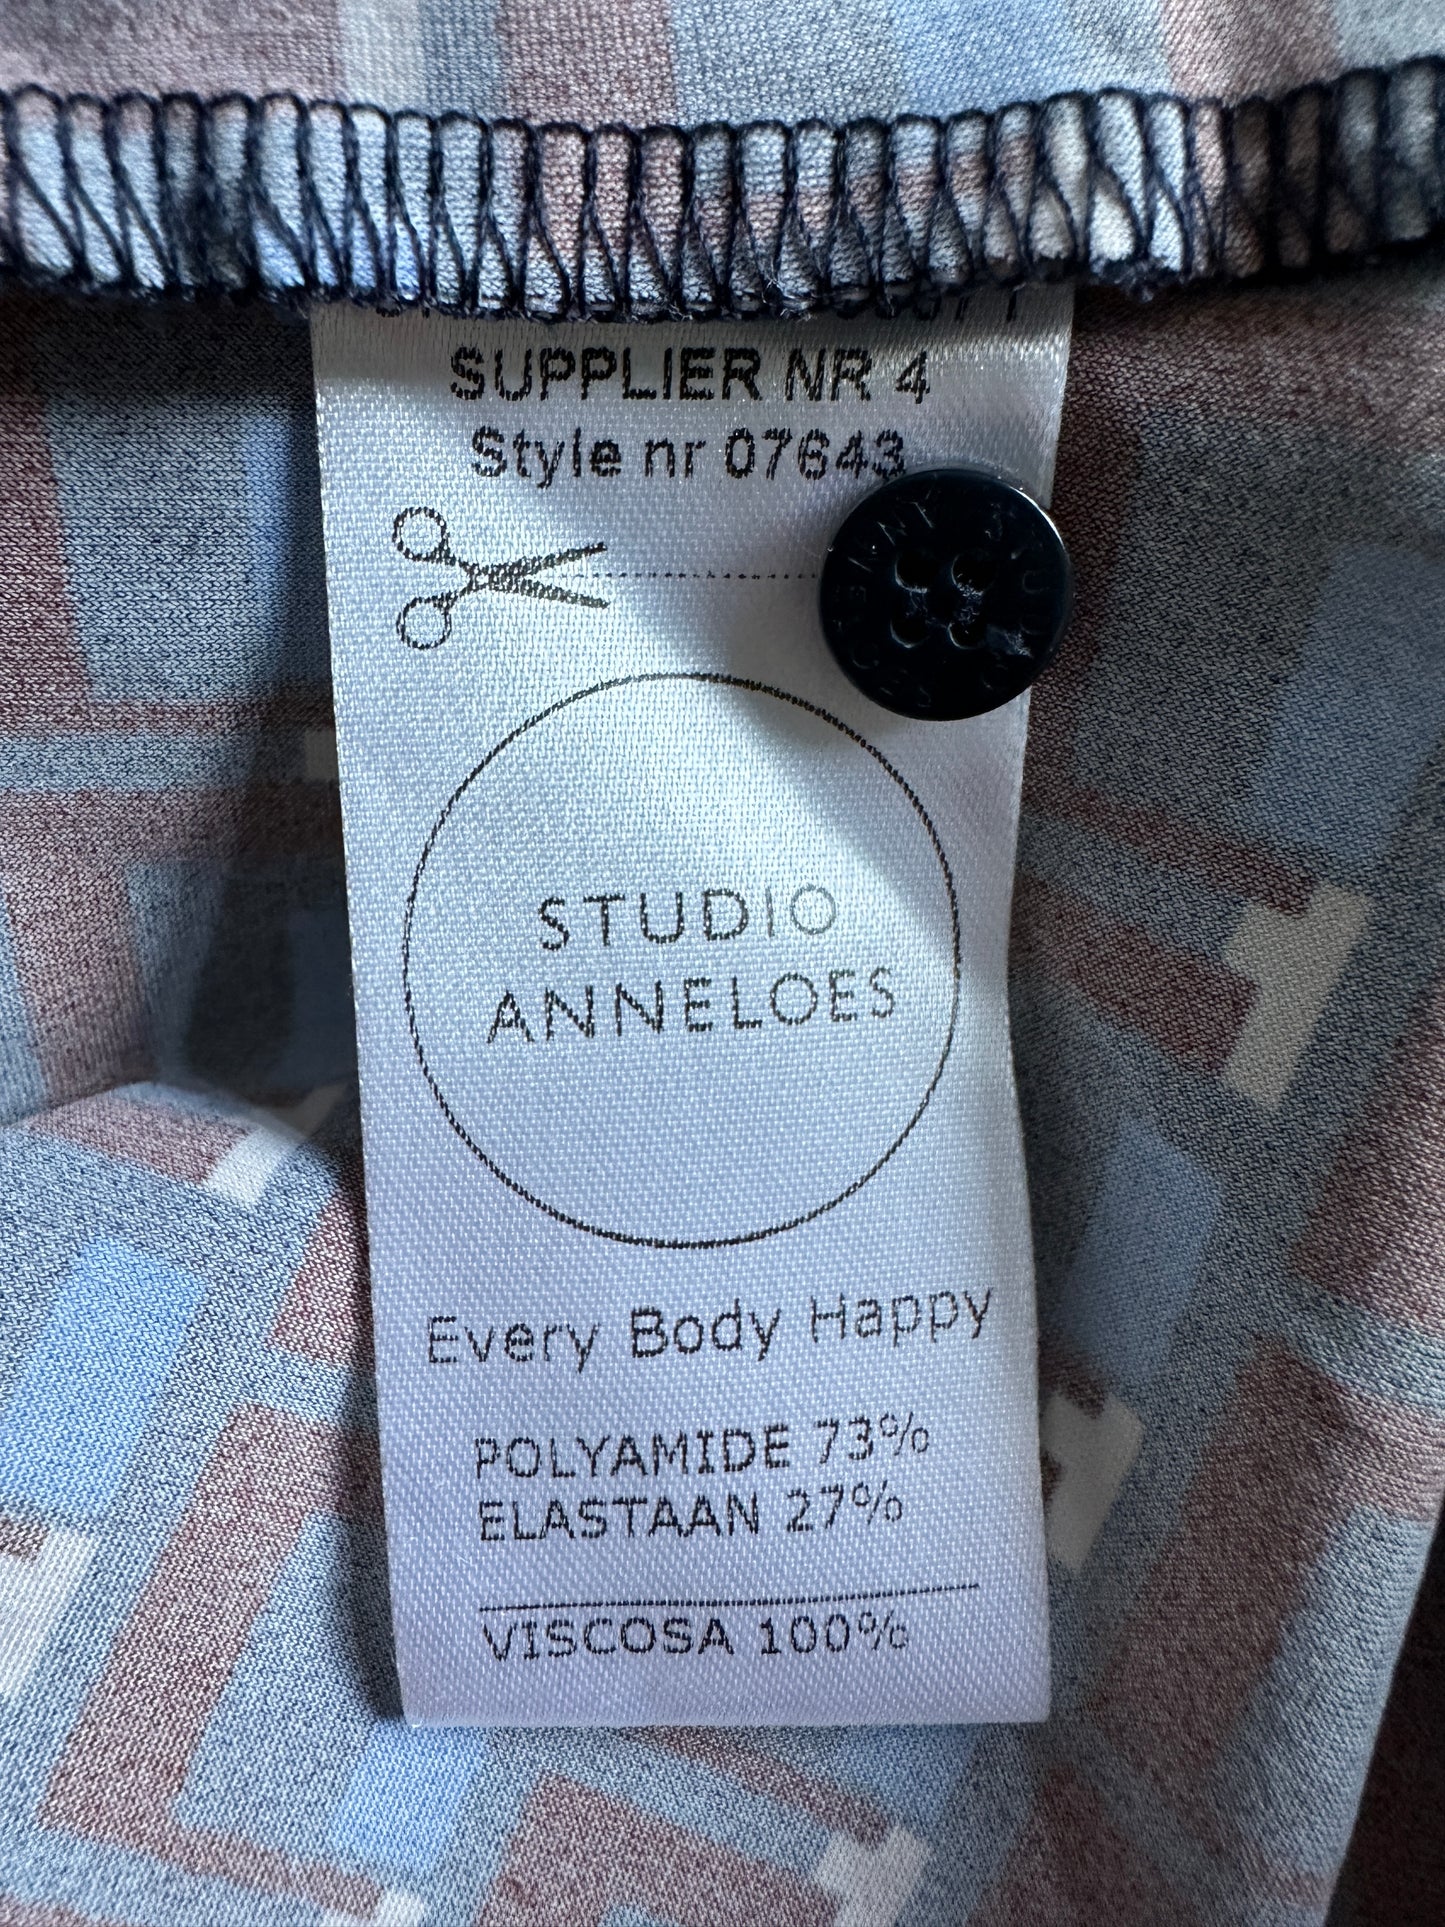 SUPPLIER NR 4
Style nr 07643
STUDIO
ANNELOES
Every Body Happy
POLYAMIDE 73%
ELASTAAN 27%
VISCOSA 100%